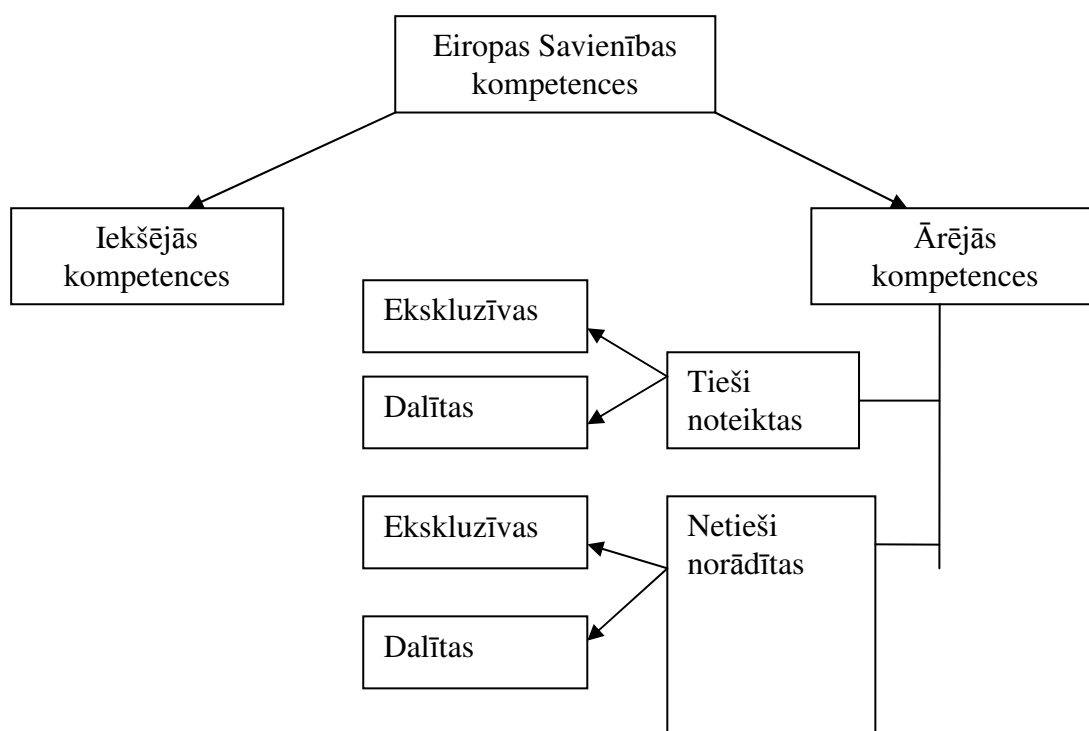 Eiropas Savienības
kompetences
Iekšējās
kompetences
Ārējās
kompetences
Ekskluzīvas
Dalītas
Tieši
noteiktas
Ekskluzīvas
Dalītas
Netieši
norādītas